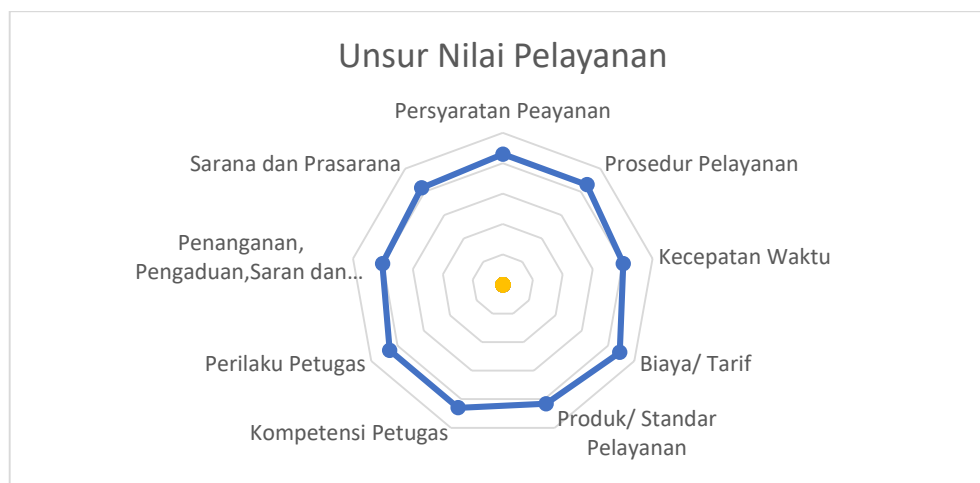 Unsur Nilai Pelayanan
Persyaratan Peayanan
Prosedur Pelayanan
Kecepatan Waktu
Biaya/ Tarif
Produk/ Standar
Pelayanan
Kompetensi Petugas
Perilaku Petugas
Penanganan,
Pengaduan,Saran dan...
Sarana dan Prasarana